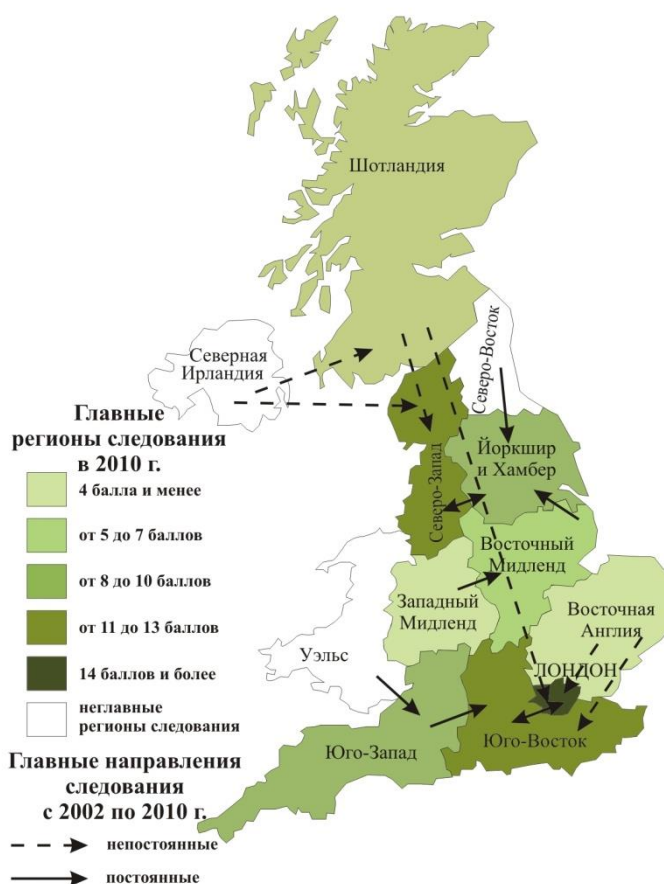 Шотландия
Северная
Ирландия
Северо-Восток
Главные
регионы следования
в 2010 г.
4 балла и менее
от 5 до 7 баллов
от 8 до 10 баллов
от 11 до 13 баллов
14 баллов и более
неглавные
регионы следования
Главные направления
следования
с 2002 по 2010 г.
непостоянные
постоянные
Северо-Запад
Йоркшир
и Хамбер
Восточный
Мидленд
Западный
Мидленд
Восточная
Англия
Уэльс
ЛОНДОН
Юго-Запад
Юго-Восток